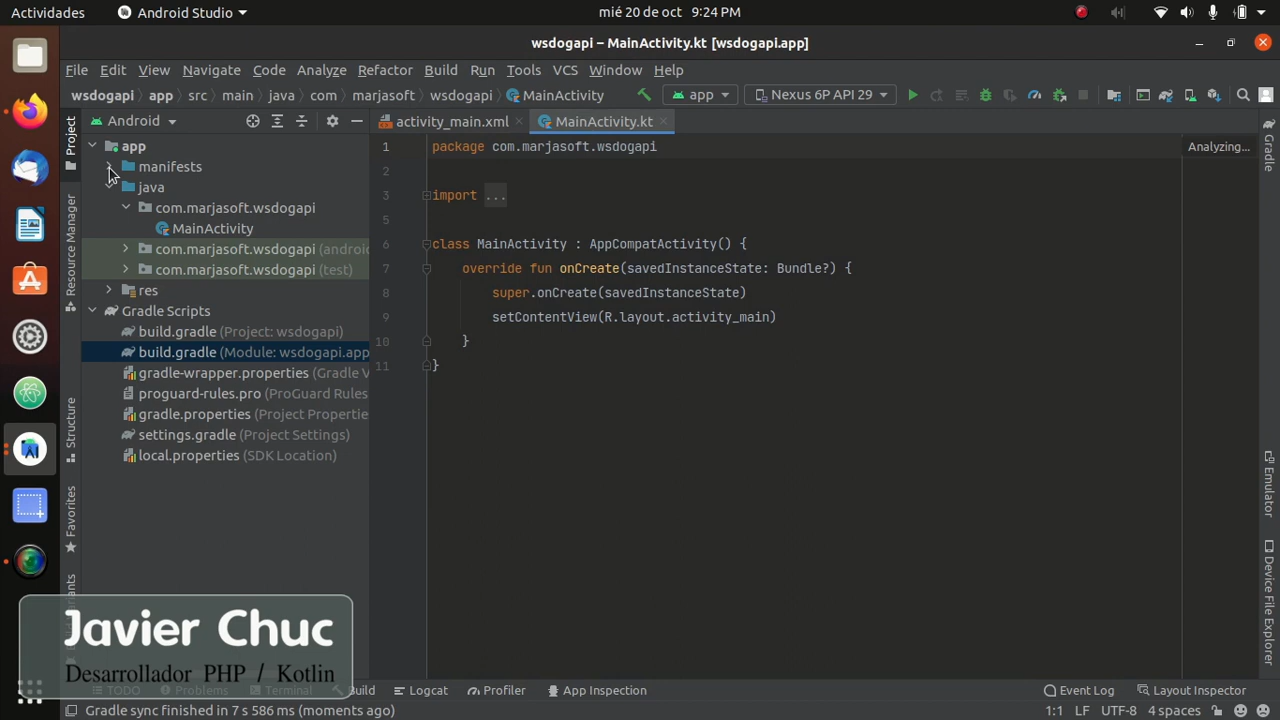 Actividades Android Studio mié 20 de oct 9:24 PM
wsdogapi – MainActivity.kt [wsdogapi.app]
File Edit View Navigate Code Analyze Refactor Build Run Tools VCS Window Help
wsdogapi app src main java com marjasoft wsdogapi MainActivity app Nexus 6P API 29
Project
Resource Manager
Structure
Favorites
Android
app
manifests
java
com.marjasoft.wsdogapi
MainActivity
com.marjasoft.wsdogapi (androi
com.marjasoft.wsdogapi (test)
res
Gradle Scripts
build.gradle (Project: wsdogapi)
build.gradle (Module: wsdogapi.app
gradle-wrapper.properties (Gradle V
proguard-rules.pro (ProGuard Rules
gradle.properties (Project Propertie
settings.gradle (Project Settings)
local.properties (SDK Location)
activity_main.xml MainActivity.kt
1 package com.marjasoft.wsdogapi
2
3 import ...
5
6 class MainActivity : AppCompatActivity() {
7 override fun onCreate(savedInstanceState: Bundle?) {
8 super.onCreate(savedInstanceState)
9 setContentView(R.layout.activity_main)
10 }
11 }
Analyzing...
Gradle
Emulator
Device File Explorer
Javier Chuc
Desarrollador PHP / Kotlin
TODO Problems Terminal Build Logcat Profiler App Inspection Event Log Layout Inspector
Gradle sync finished in 7 s 586 ms (moments ago) 1:1 LF UTF-8 4 spaces